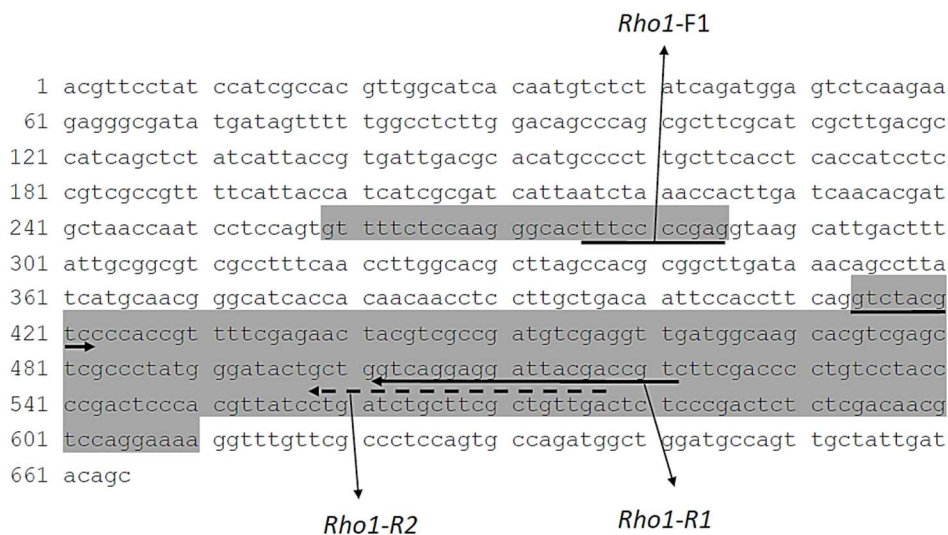 Rho1-F1
1 acgttcctat ccatcgccac gttggcatca caatgtctct atcagatgga gtctcaagaa
61 gagggcgata tgatagtttt tggcctcttg gacagcccag cgcttcgcat cgcttgacgc
121 catcagctct atcattaccg tgattgacgc acatgcccct tgcttcacct caccatcctc
181 cgtcgccgtt tttcattacca tcatcgcgat cattaatcta aaccacttga tcaacacgat
241 gctaaccaat cctccagtgt tttctccaag ggcactttcc cccgaggtaag cattgacttt
301 attgcggcgt cgcctttcaa ccttggcacg cttagccacg cggcttgata aacagcctta
361 tcatgcaacg ggcatcacca caacaacctc ttgctgaca attccacctt caggtctacg
421 tccccaccgt tttcgagaac tacgtcgccg atgtcgaggt tgatggcaag cacgtcgagc
481 tcgccctatg ggatactgct ggtcaggagg attacgaccg tcttcgaccc ctgtcctacc
541 ccgactccca cgttatcctg atctgcttcg ctgttgactc tcccgactct ctcgacaacg
601 tccaggaaaa ggtttgttcg ccctccagtg ccagatggct ggatgccagt tgctattgat
661 acagc
Rho1-R2 Rho1-R1